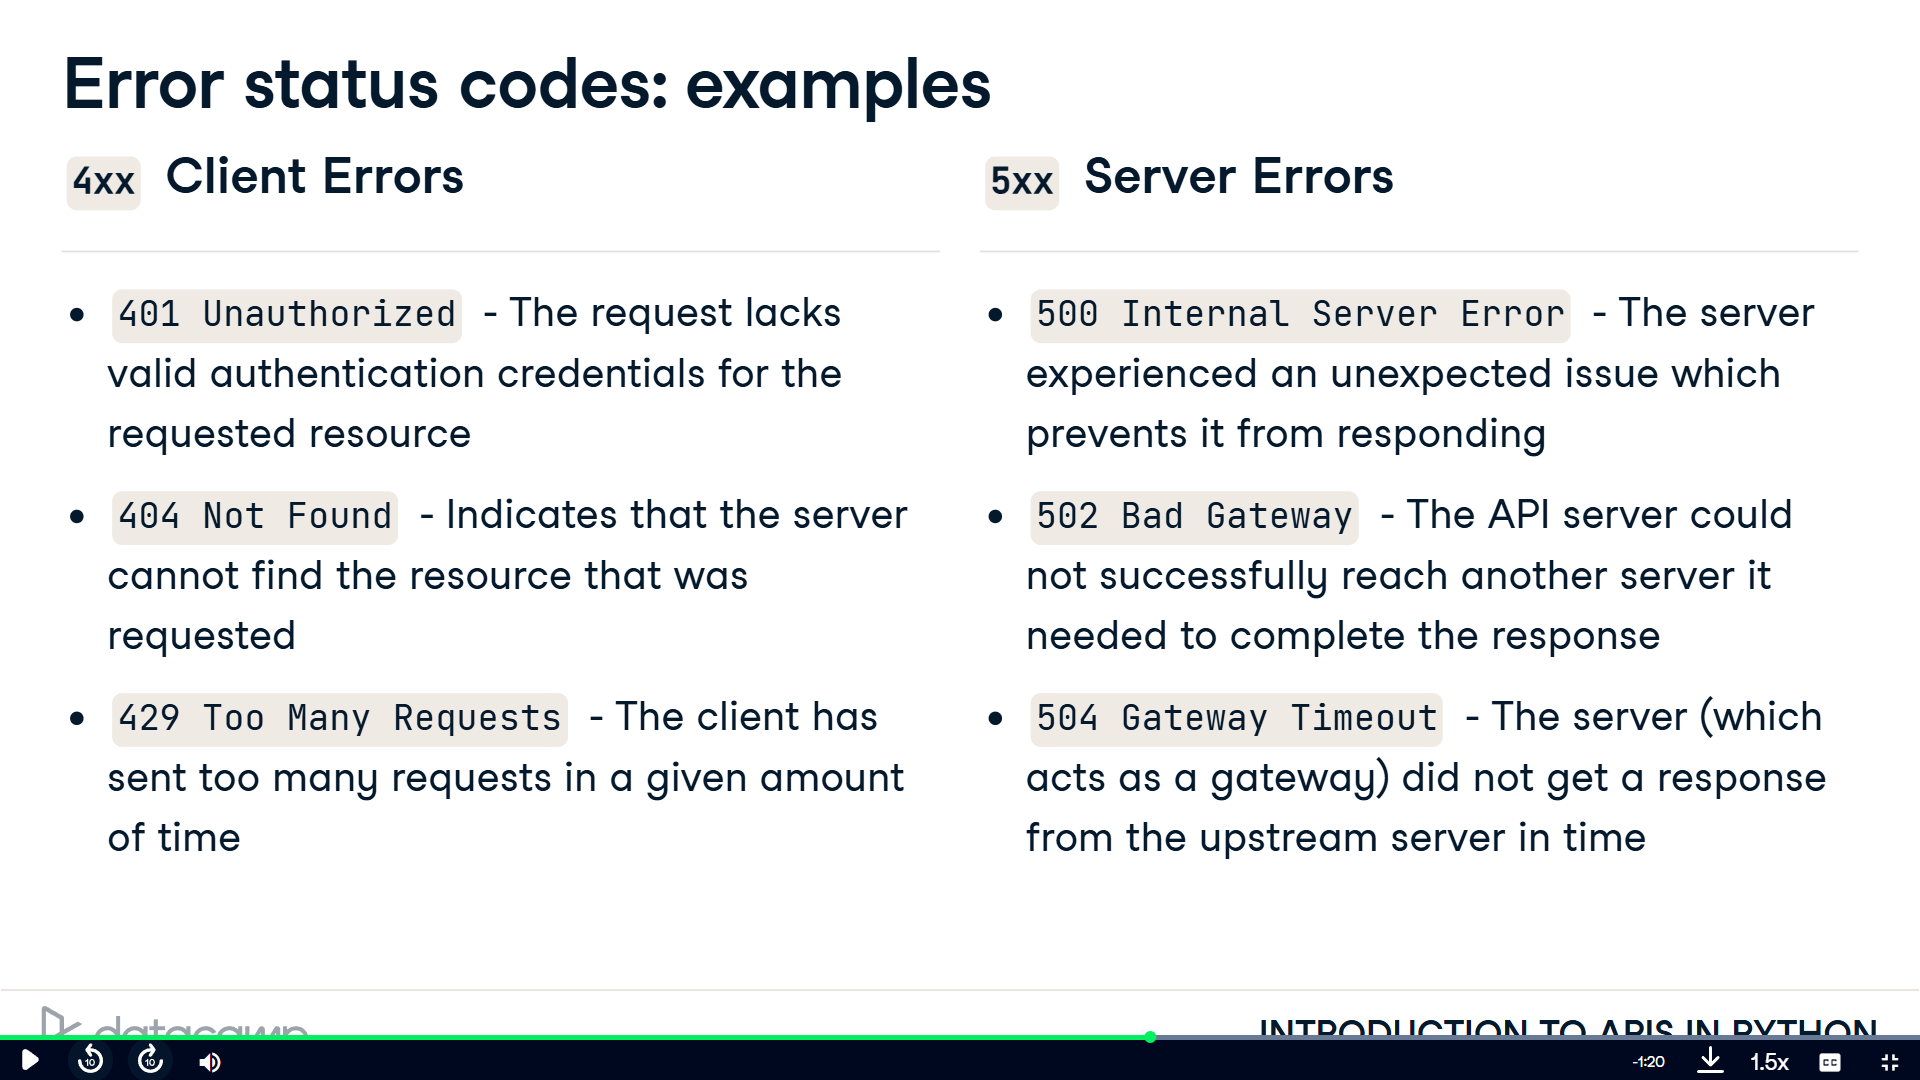 Error status codes: examples
4xx Client Errors
401 Unauthorized - The request lacks
valid authentication credentials for the
requested resource
404 Not Found - Indicates that the server
cannot find the resource that was
requested
429 Too Many Requests - The client has
sent too many requests in a given amount
of time
5xx Server Errors
500 Internal Server Error - The server
experienced an unexpected issue which
prevents it from responding
502 Bad Gateway - The API server could
not successfully reach another server it
needed to complete the response
504 Gateway Timeout - The server (which
acts as a gateway) did not get a response
from the upstream server in time
datacamp
INTRODUCTION TO APIS IN PYTHON
10
10
-1:20
1.5x
CC